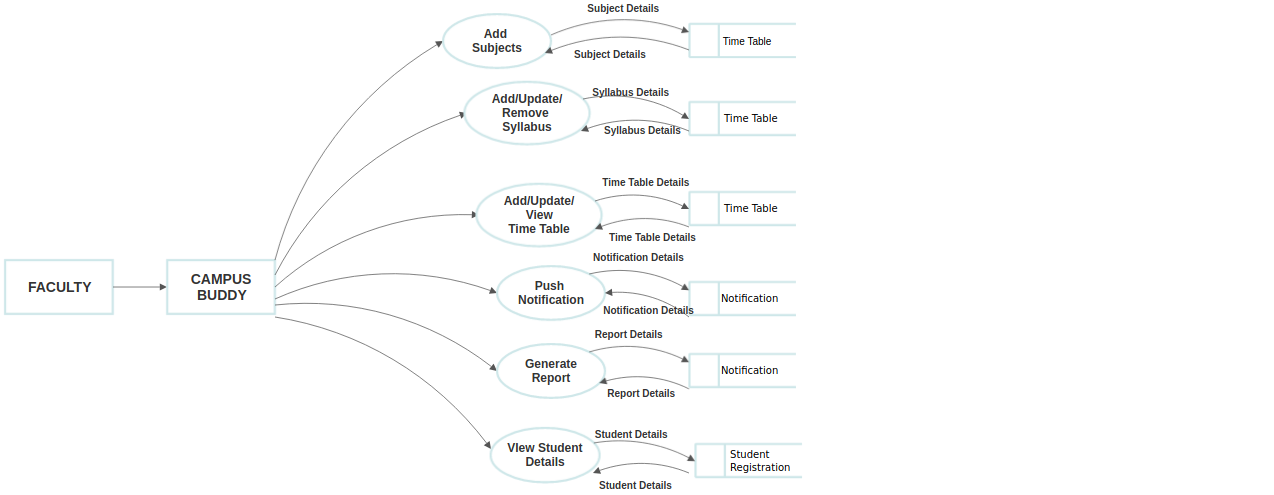 Subject Details
Add
Subjects
Time Table
Subject Details
Syllabus Details
Add/Update/
Remove
Syllabus
Time Table
Syllabus Details
Time Table Details
Add/Update/
View
Time Table
Time Table
Time Table Details
Notification Details
FACULTY
CAMPUS
BUDDY
Push
Notification
Notification
Notification Details
Report Details
Generate
Report
Notification
Report Details
Student Details
VIew Student
Details
Student
Registration
Student Details